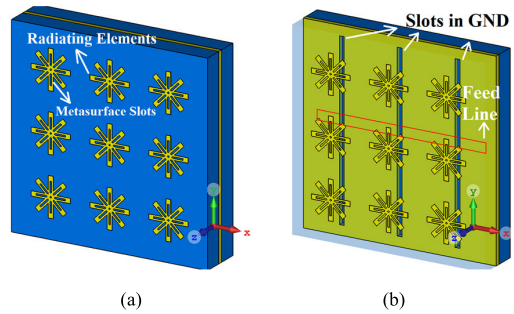 Radiating Elements
Metasurface Slots
Y
x
z
(a)
Slots in GND
Feed
Line
y
x
z
(b)